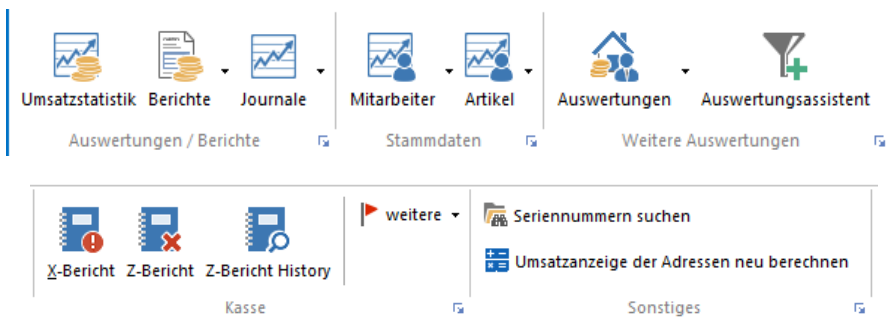 Umsatzstatistik Berichte Journale Mitarbeiter Artikel Auswertungen Auswertungsassistent
Auswertungen / Berichte Stammdaten Weitere Auswertungen
weitere Seriennummern suchen
X-Bericht Z-Bericht Z-Bericht History Umsatzanzeige der Adressen neu berechnen
Kasse Sonstiges